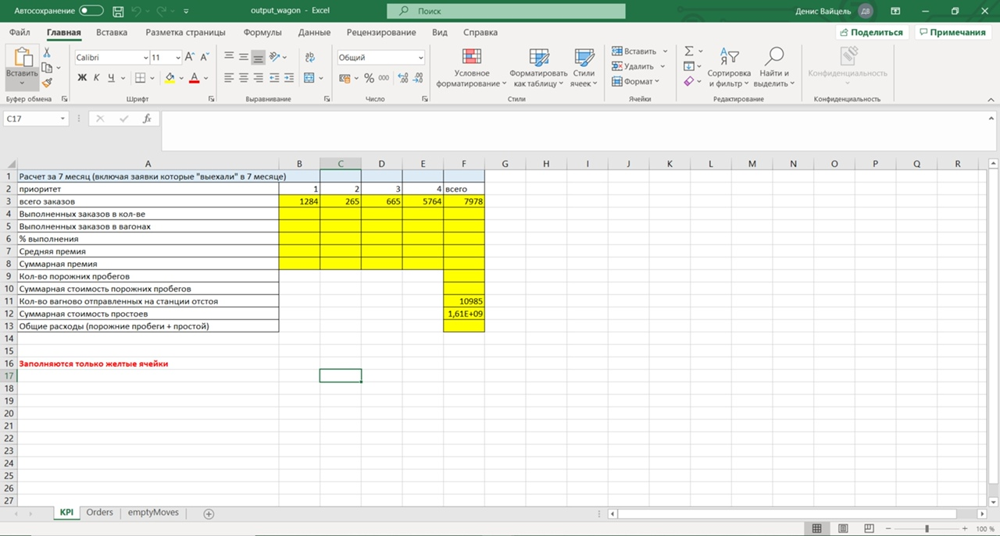 Автосохранение
output_wagon - Excel
Поиск
Денис Вайцель ДВ
Файл Главная Вставка Разметка страницы Формулы Данные Рецензирование Вид Справка Поделиться Примечания
Вставить
Calibri 11
Ж К Ч
Общий
% 000
Условное форматирование
Форматировать как таблицу
Стили ячеек
Вставить
Удалить
Формат
Сортировка и фильтр
Найти и выделить
Конфиденциальность
Буфер обмена Шрифт Выравнивание Число Стили Ячейки Редактирование Конфиденциальность
C17 fx
A B C D E F G H I J K L M N O P Q R
1 Расчет за 7 месяц (включая заявки которые "выехали" в 7 месяце)
2 приоритет 1 2 3 4 всего
3 всего заказов 1284 265 665 5764 7978
4 Выполненных заказов в кол-ве
5 Выполненных заказов в вагонах
6 % выполнения
7 Средняя премия
8 Суммарная премия
9 Кол-во порожних пробегов
10 Суммарная стоимость порожних пробегов
11 Кол-во вагново отправленных на станции отстоя 10985
12 Суммарная стоимость простоев 1,61E+09
13 Общие расходы (порожние пробеги + простой)
14
15
16 Заполяются только желтые ячейки
17
18
19
20
21
22
23
24
25
26
27
KPI Orders emptyMoves
100 %